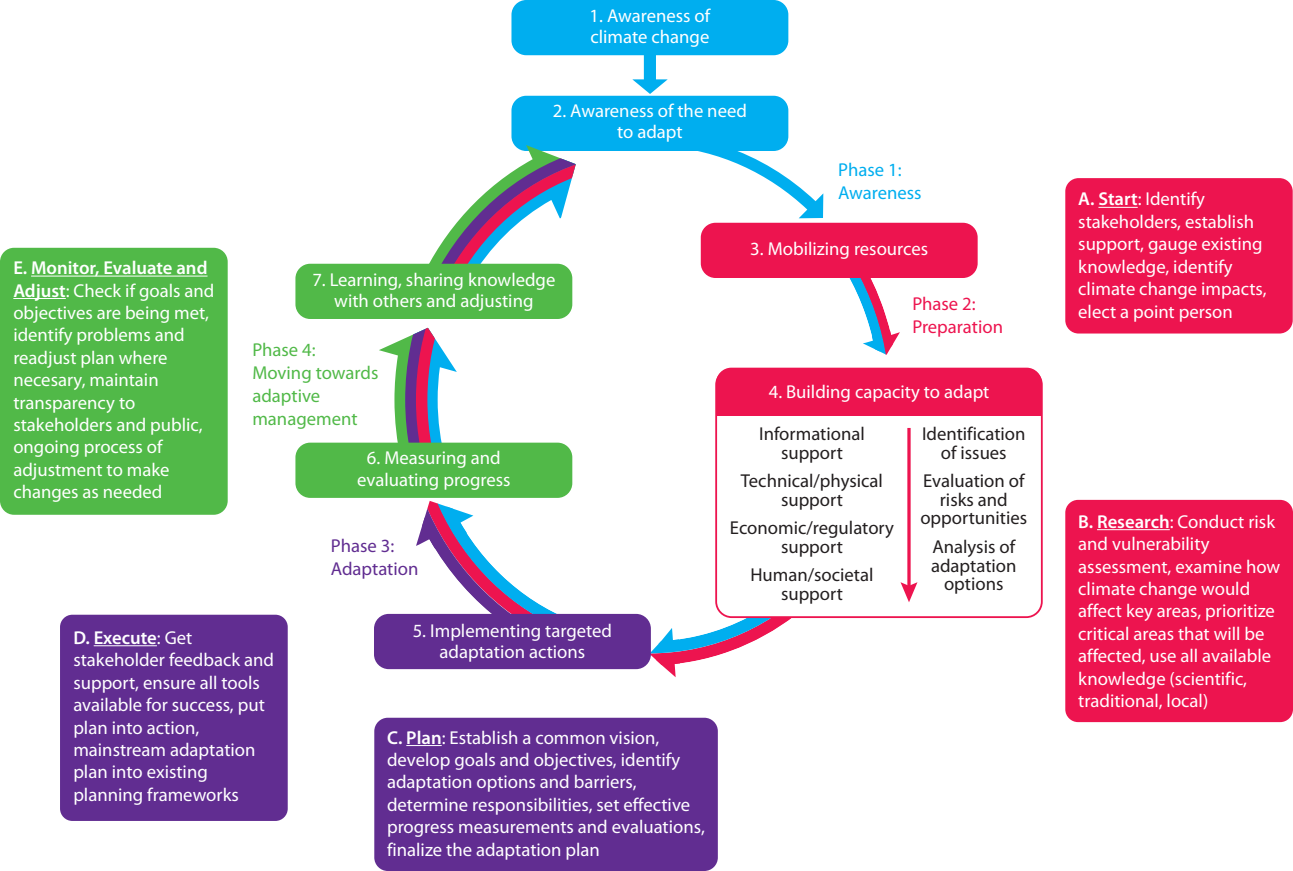 1. Awareness of
climate change
2. Awareness of the need
to adapt
Phase 1:
Awareness
3. Mobilizing resources
Phase 2:
Preparation
A. Start: Identify
stakeholders, establish
support, gauge existing
knowledge, identify
climate change impacts,
elect a point person
4. Building capacity to adapt
Informational
support
Technical/physical
support
Economic/regulatory
support
Human/societal
support
Identification
of issues
Evaluation of
risks and
opportunities
Analysis of
adaptation
options
B. Research: Conduct risk
and vulnerability
assessment, examine how
climate change would
affect key areas, prioritize
critical areas that will be
affected, use all available
knowledge (scientific,
traditional, local)
5. Implementing targeted
adaptation actions
C. Plan: Establish a common vision,
develop goals and objectives, identify
adaptation options and barriers,
determine responsibilities, set effective
progress measurements and evaluations,
finalize the adaptation plan
Phase 3:
Adaptation
D. Execute: Get
stakeholder feedback and
support, ensure all tools
available for success, put
plan into action,
mainstream adaptation
plan into existing
planning frameworks
6. Measuring and
evaluating progress
Phase 4:
Moving towards
adaptive
management
7. Learning, sharing knowledge
with others and adjusting
E. Monitor, Evaluate and
Adjust: Check if goals and
objectives are being met,
identify problems and
readjust plan where
necesary, maintain
transparency to
stakeholders and public,
ongoing process of
adjustment to make
changes as needed